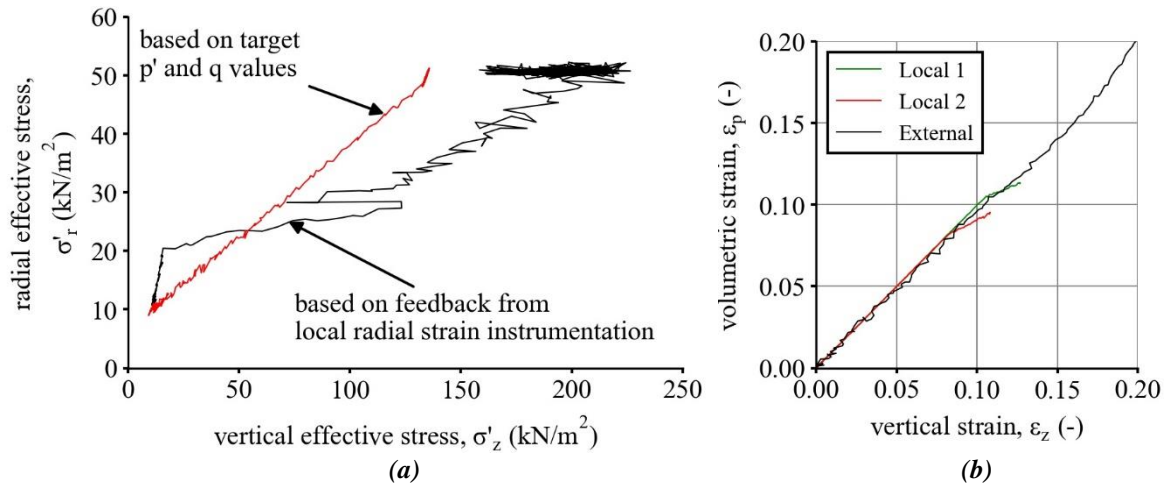 60
50
40
30
20
10
0
radial effective stress,
σ'r (kN/m²)
based on target
p' and q values
based on feedback from
local radial strain instrumentation
0 50 100 150 200 250
vertical effective stress, σ'z (kN/m²)
(a)
0.20
0.15
0.10
0.05
0.00
volumetric strain, εp (-)
Local 1
Local 2
External
0.00 0.05 0.10 0.15 0.20
vertical strain, εz (-)
(b)